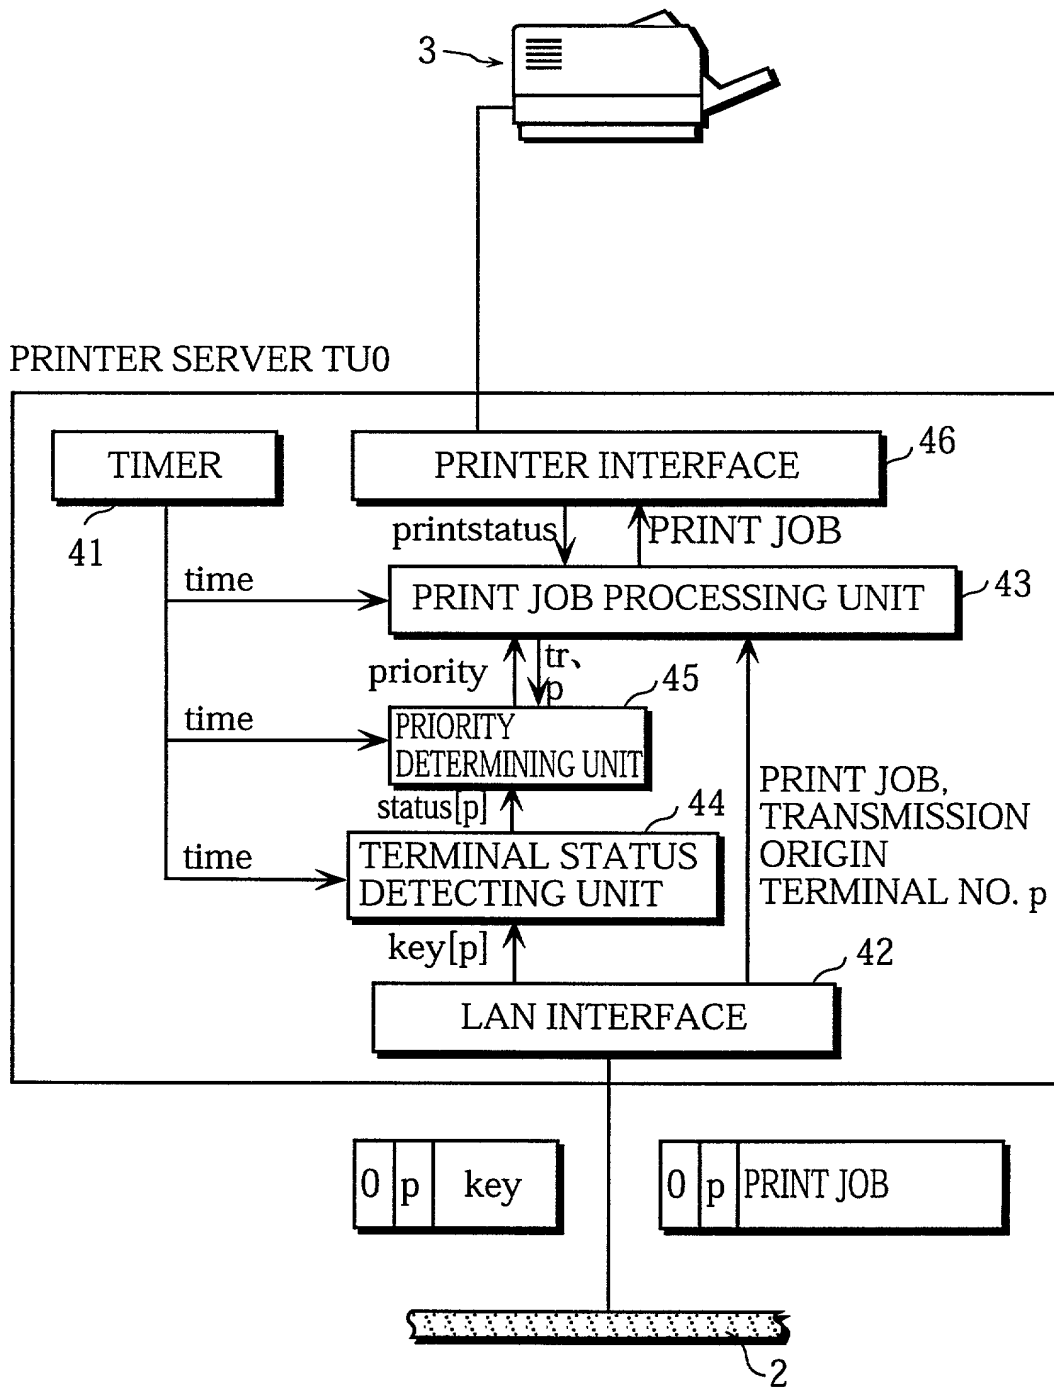 3
PRINTER SERVER TU0
TIMER
41
PRINTER INTERFACE
46
printstatus
PRINT JOB
time
PRINT JOB PROCESSING UNIT
43
priority
tr、
p
45
time
PRIORITY
DETERMINING UNIT
status[p]
44
PRINT JOB,
TRANSMISSION
ORIGIN
TERMINAL NO. p
time
TERMINAL STATUS
DETECTING UNIT
key[p]
42
LAN INTERFACE
0 p key
0 p PRINT JOB
2